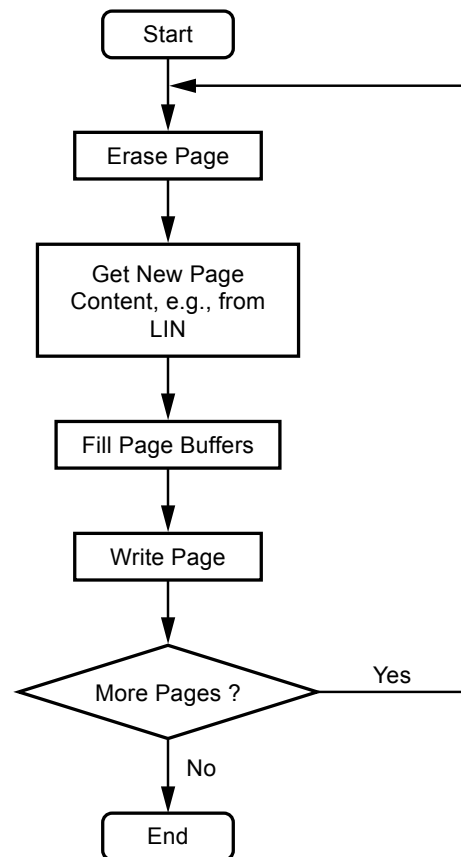 Start
Erase Page
Get New Page
Content, e.g., from
LIN
Fill Page Buffers
Write Page
More Pages ?
Yes
No
End